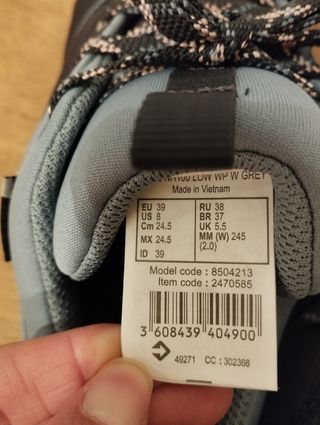 NH100 LOW WP W GREY
Made in Vietnam
EU 39 RU 38
US 8 BR 37
Cm 24.5 UK 5.5
MX 24.5 MM (W) 245
ID 39 (2.0)
Model code : 8504213
Item code : 2470585
3 608439 404900
49271 CC : 302366